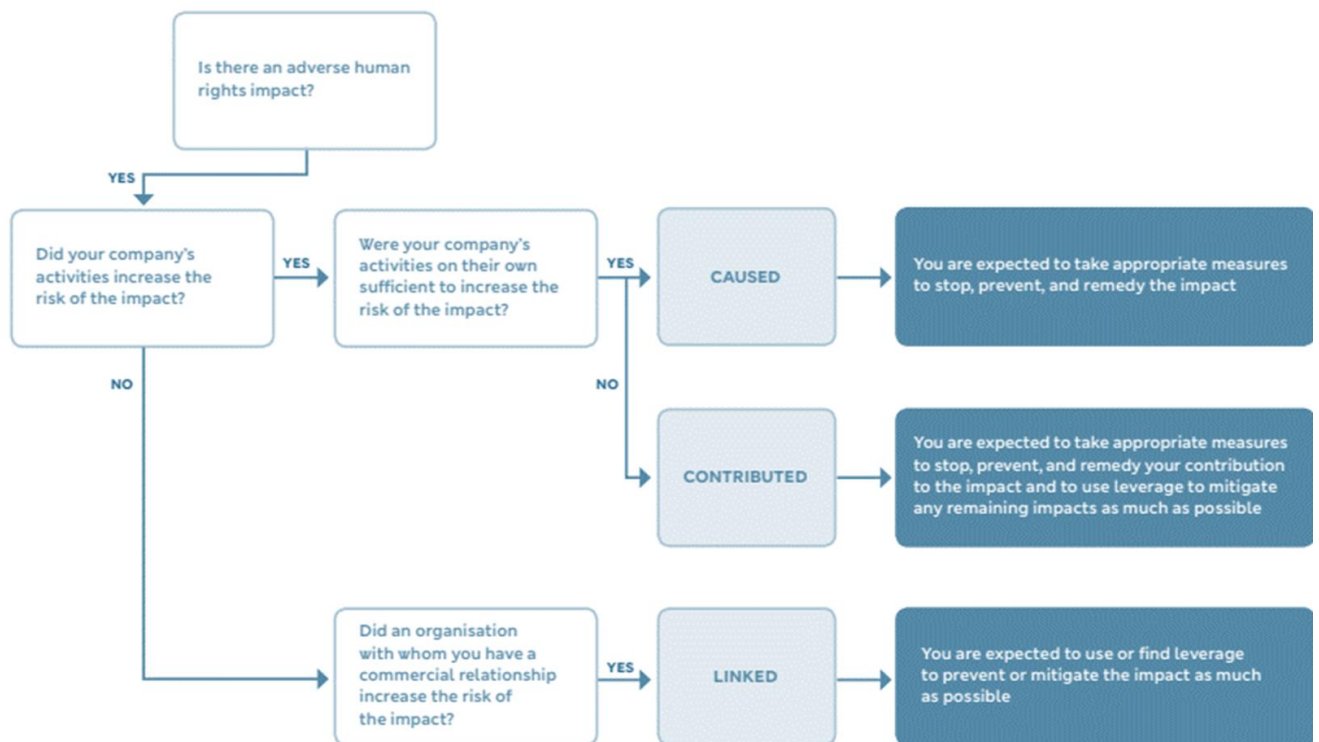 Is there an adverse human
rights impact?
YES
Did your company's
activities increase the
risk of the impact?
YES
Were your company's
activities on their own
sufficient to increase the
risk of the impact?
YES
CAUSED
You are expected to take appropriate measures
to stop, prevent, and remedy the impact
NO
NO
CONTRIBUTED
You are expected to take appropriate measures
to stop, prevent, and remedy your contribution
to the impact and to use leverage to mitigate
any remaining impacts as much as possible
Did an organisation
with whom you have a
commercial relationship
increase the risk of
the impact?
YES
LINKED
You are expected to use or find leverage
to prevent or mitigate the impact as much
as possible